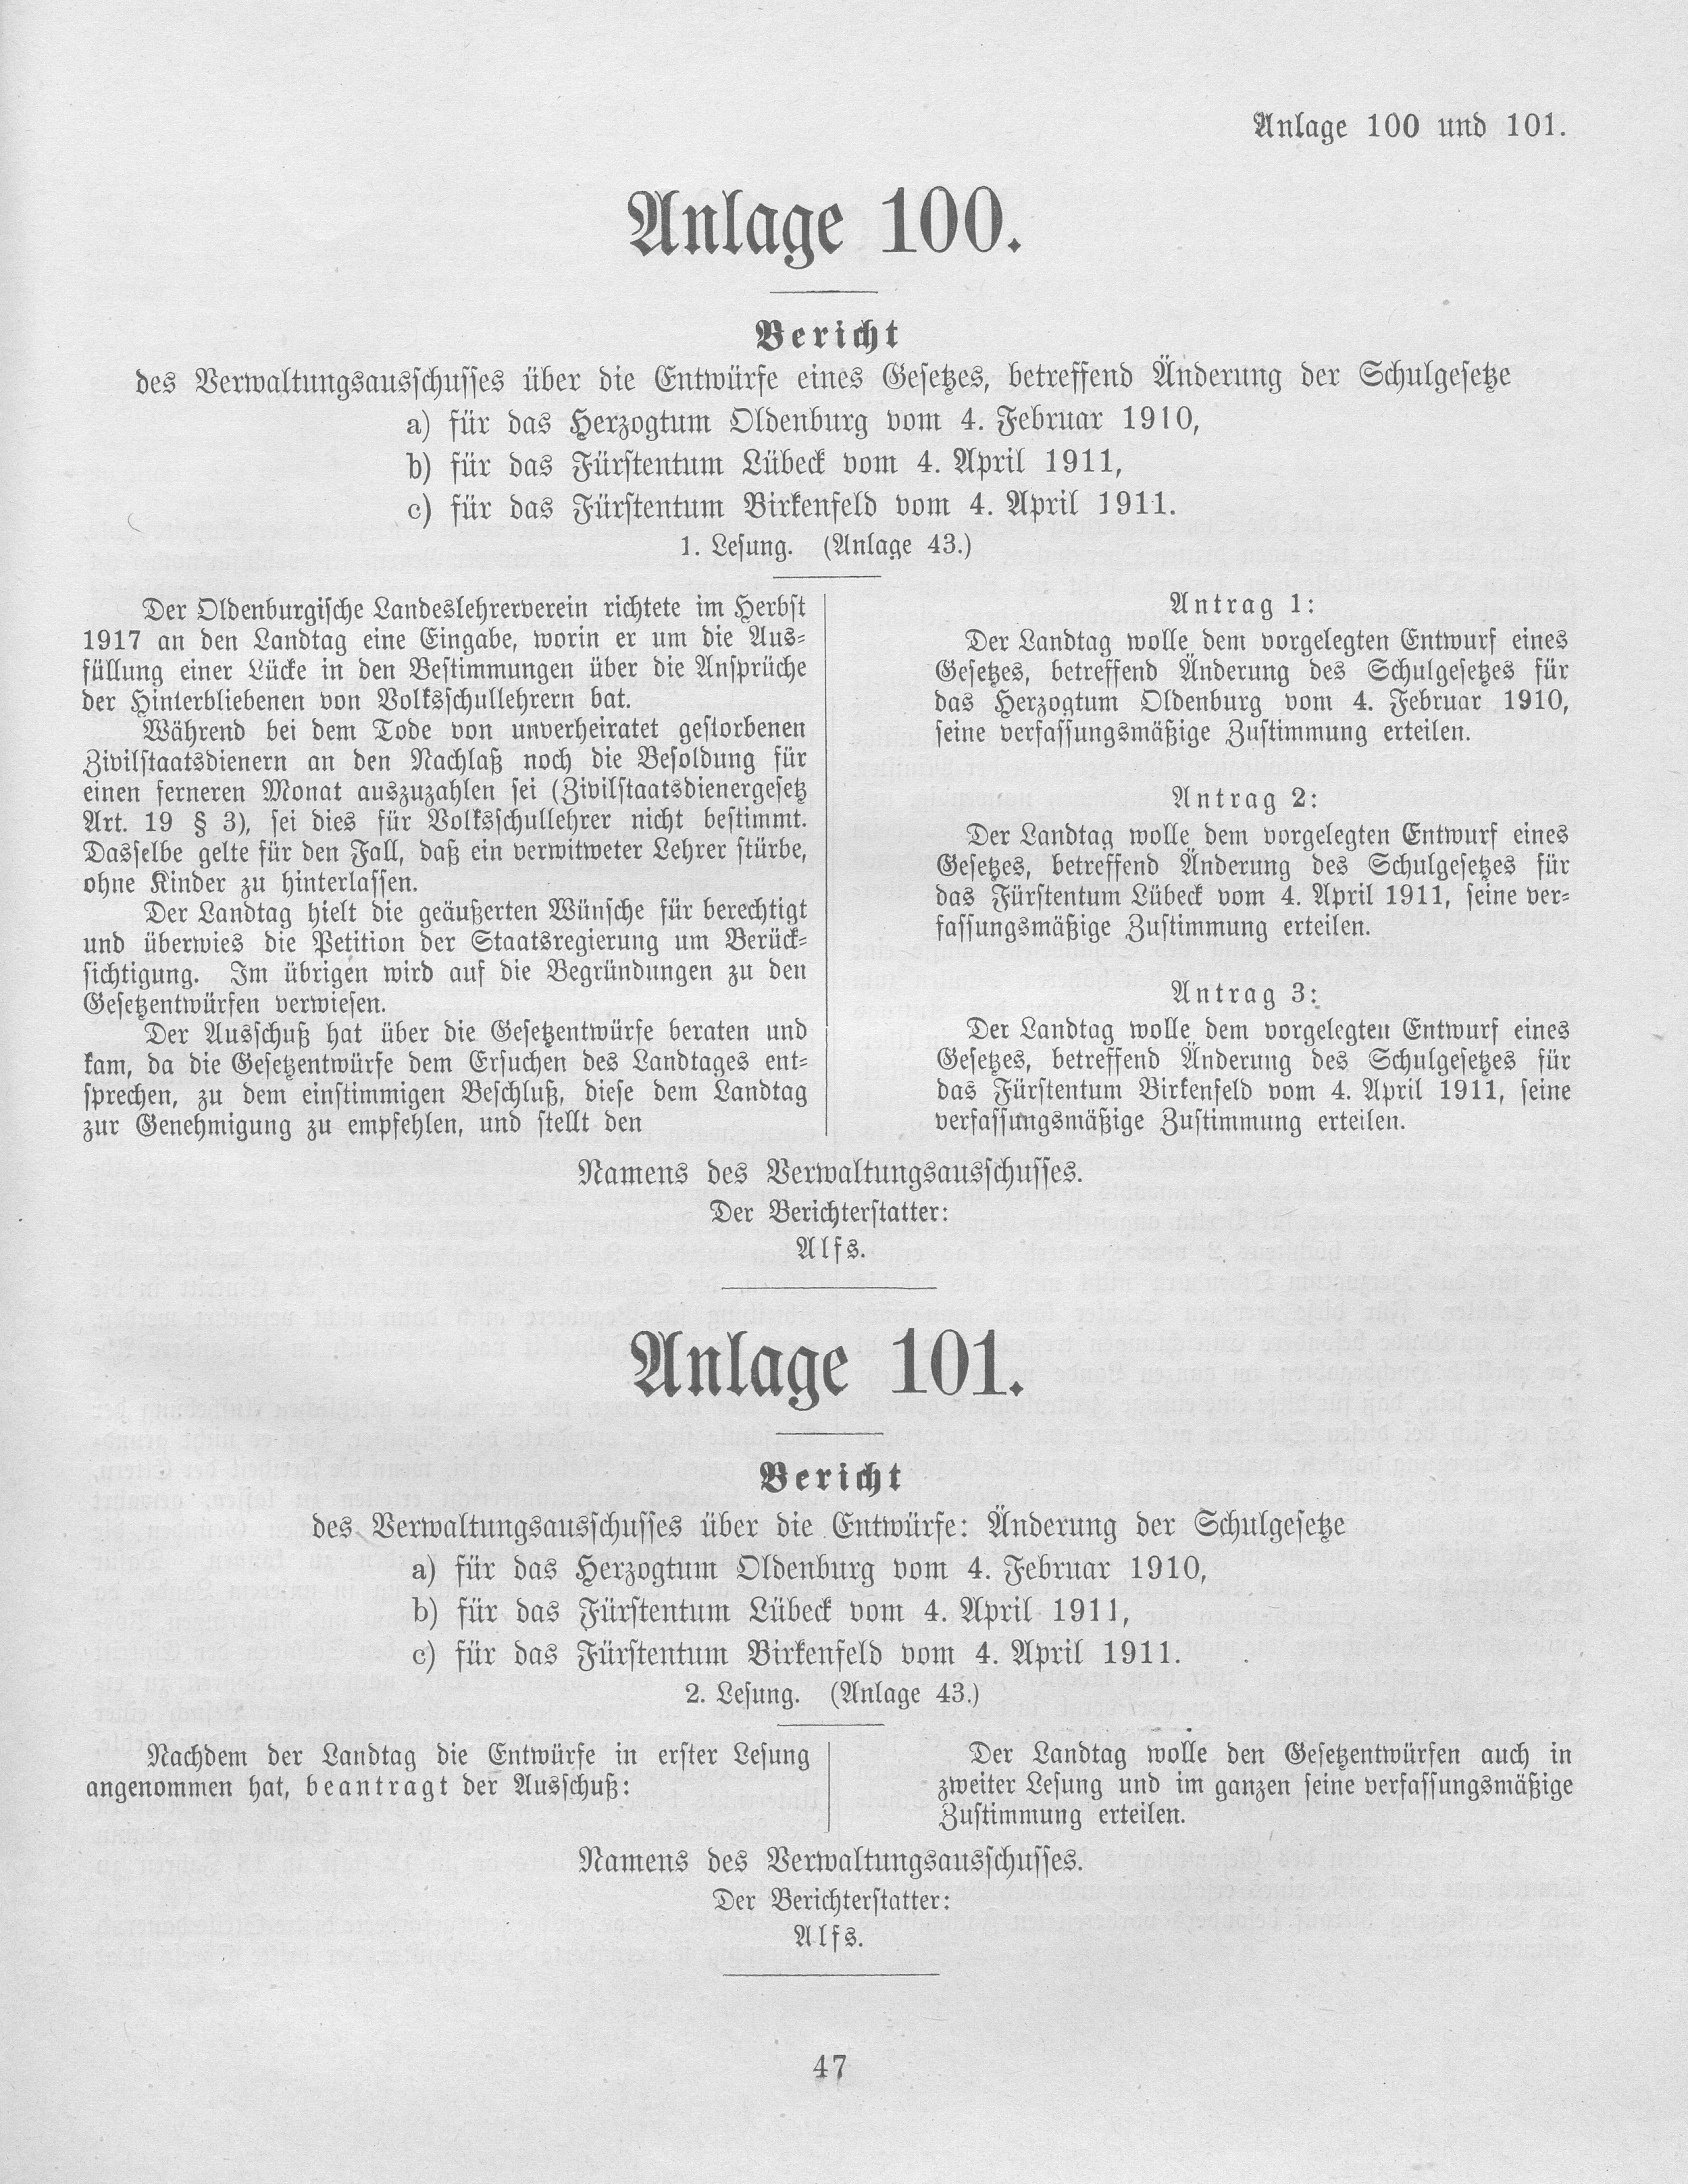 Anlage 100 und 101.
Anlage 100.
Bericht
des Verwaltungsausschusses über die Entwürfe eines Gesetzes, betreffend Änderung der Schulgesetze
a) für das Herzogtum Oldenburg vom 4. Februar 1910,
b) für das Fürstentum Lübeck vom 4. April 1911,
c) für das Fürstentum Birkenfeld vom 4. April 1911.
1. Lesung. (Anlage 43.)
Der Oldenburgische Landeslehrerverein richtete im Herbst
1917 an den Landtag eine Eingabe, worin er um die Aus-
füllung einer Lücke in den Bestimmungen über die Ansprüche
der Hinterbliebenen von Volksschullehrern bat.
Während bei dem Tode von unverheiratet gestorbenen
Zivilstaatsdienern an den Nachlaß noch die Besoldung für
einen ferneren Monat auszuzahlen sei (Zivilstaatsdienergesetz
Art. 19 § 3), sei dies für Volksschullehrer nicht bestimmt.
Dasselbe gelte für den Fall, daß ein verwitweter Lehrer stürbe,
ohne Kinder zu hinterlassen.
Der Landtag hielt die geäußerten Wünsche für berechtigt
und überwies die Petition der Staatsregierung um Berück-
sichtigung. Im übrigen wird auf die Begründungen zu den
Gesetzentwürfen verwiesen.
Der Ausschuß hat über die Gesetzentwürfe beraten und
kam, da die Gesetzentwürfe dem Ersuchen des Landtages ent-
sprechen, zu dem einstimmigen Beschluß, diese dem Landtag
zur Genehmigung zu empfehlen, und stellt den
Antrag 1:
Der Landtag wolle dem vorgelegten Entwurf eines
Gesetzes, betreffend Änderung des Schulgesetzes für
das Herzogtum Oldenburg vom 4. Februar 1910,
seine verfassungsmäßige Zustimmung erteilen.
Antrag 2:
Der Landtag wolle dem vorgelegten Entwurf eines
Gesetzes, betreffend Änderung des Schulgesetzes für
das Fürstentum Lübeck vom 4. April 1911, seine ver-
fassungsmäßige Zustimmung erteilen.
Antrag 3:
Der Landtag wolle dem vorgelegten Entwurf eines
Gesetzes, betreffend Änderung des Schulgesetzes für
das Fürstentum Birkenfeld vom 4. April 1911, seine
verfassungsmäßige Zustimmung erteilen.
Namens des Verwaltungsausschusses.
Der Berichterstatter:
Alfs.
Anlage 101.
Bericht
des Verwaltungsausschusses über die Entwürfe: Änderung der Schulgesetze
a) für das Herzogtum Oldenburg vom 4. Februar 1910,
b) für das Fürstentum Lübeck vom 4. April 1911,
c) für das Fürstentum Birkenfeld vom 4. April 1911.
2. Lesung. (Anlage 43.)
Nachdem der Landtag die Entwürfe in erster Lesung
angenommen hat, beantragt der Ausschuß:
Der Landtag wolle den Gesetzentwürfen auch in
zweiter Lesung und im ganzen seine verfassungsmäßige
Zustimmung erteilen.
Namens des Verwaltungsausschusses.
Der Berichterstatter:
Alfs.
47